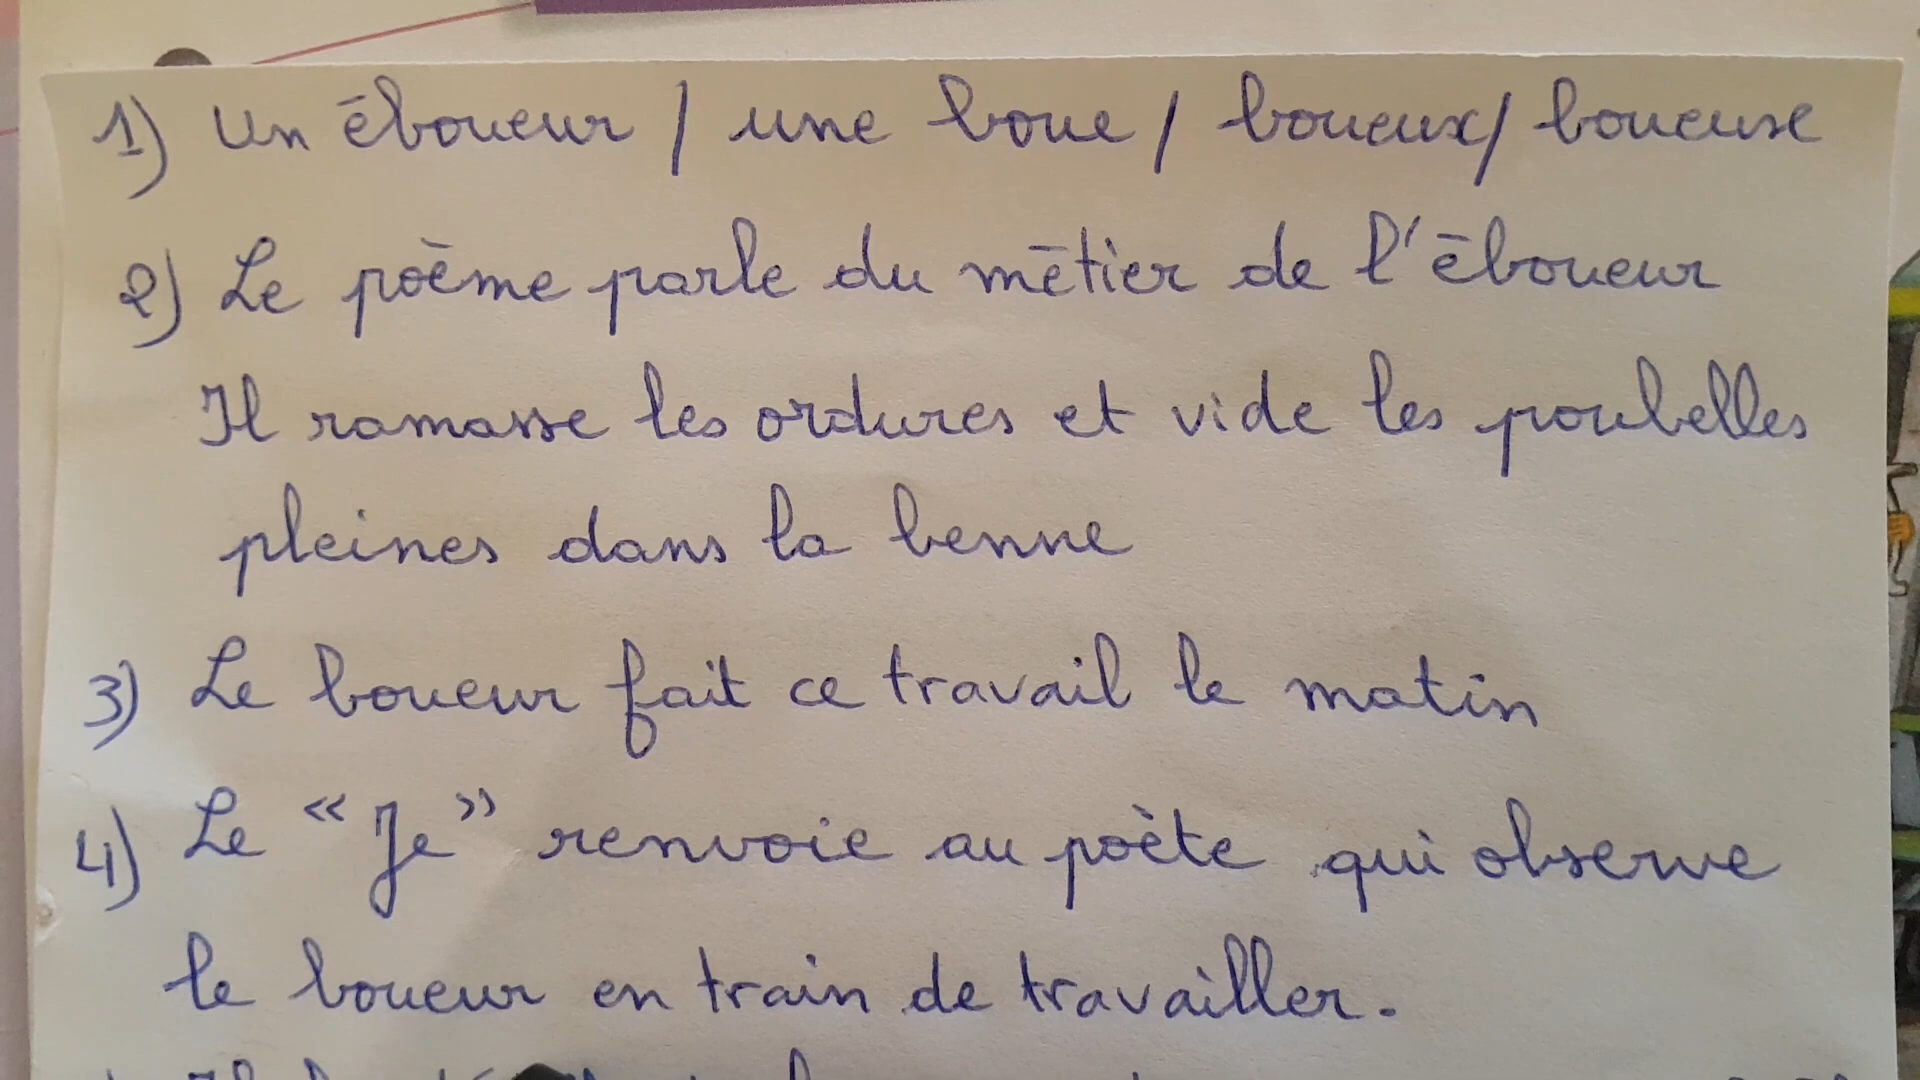 1) Un éboueur / une boue / boueux / boueuse
2) Le poème parle du métier de l'éboueur
Il ramasse les ordures et vide les poubelles
pleines dans la benne
3) Le boueur fait ce travail le matin
4) Le "Je" renvoie au poète qui observe
le boueur en train de travailler.